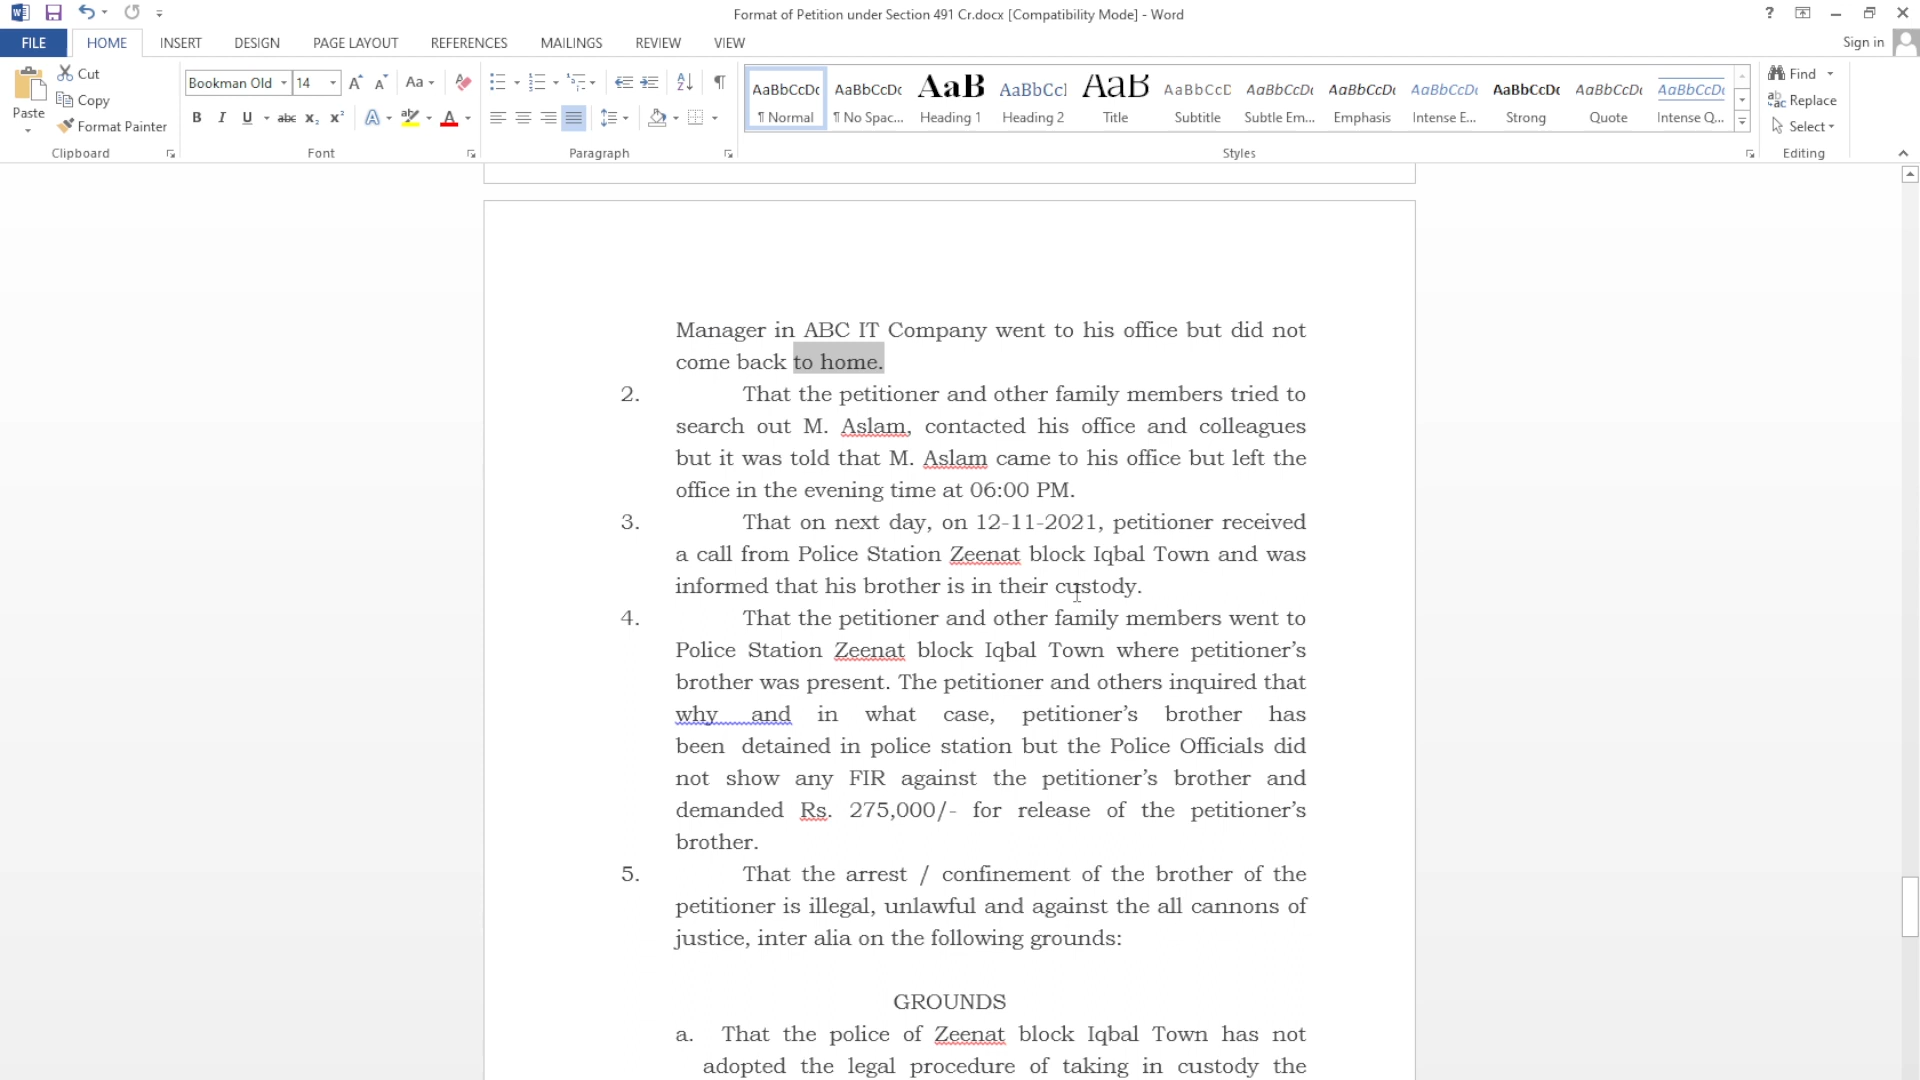 Format of Petition under Section 491 Cr.docx [Compatibility Mode] - Word
?
FILE HOME INSERT DESIGN PAGE LAYOUT REFERENCES MAILINGS REVIEW VIEW Sign in
Paste
Cut
Copy
Format Painter
Clipboard
Bookman Old 14 Aa
B I U abc x₂ x² A ab A
Font
Paragraph
AaBbCcDc AaBbCcDc AaB AaBbCcI AaB AaBbCcD AaBbCcDc AaBbCcDc AaBbCcDc AaBbCcDc AaBbCcDc AaBbCcDc
¶ Normal ¶ No Spac... Heading 1 Heading 2 Title Subtitle Subtle Em... Emphasis Intense E... Strong Quote Intense Q...
Styles
Find
Replace
Select
Editing
Manager in ABC IT Company went to his office but did not
come back to home.
2. That the petitioner and other family members tried to
search out M. Aslam, contacted his office and colleagues
but it was told that M. Aslam came to his office but left the
office in the evening time at 06:00 PM.
3. That on next day, on 12-11-2021, petitioner received
a call from Police Station Zeenat block Iqbal Town and was
informed that his brother is in their custody.
4. That the petitioner and other family members went to
Police Station Zeenat block Iqbal Town where petitioner’s
brother was present. The petitioner and others inquired that
why and in what case, petitioner’s brother has
been detained in police station but the Police Officials did
not show any FIR against the petitioner’s brother and
demanded Rs. 275,000/- for release of the petitioner’s
brother.
5. That the arrest / confinement of the brother of the
petitioner is illegal, unlawful and against the all cannons of
justice, inter alia on the following grounds:
GROUNDS
a. That the police of Zeenat block Iqbal Town has not
adopted the legal procedure of taking in custody the